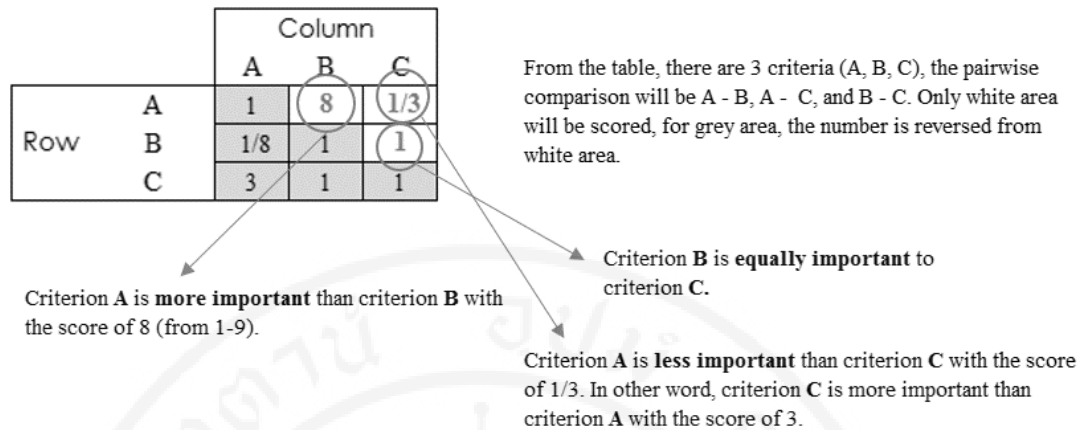 Column
A B C
A 1 8 1/3
Row B 1/8 1 1
C 3 1 1
From the table, there are 3 criteria (A, B, C), the pairwise
comparison will be A - B, A - C, and B - C. Only white area
will be scored, for grey area, the number is reversed from
white area.
Criterion B is equally important to
criterion C.
Criterion A is more important than criterion B with
the score of 8 (from 1-9).
Criterion A is less important than criterion C with the score
of 1/3. In other word, criterion C is more important than
criterion A with the score of 3.